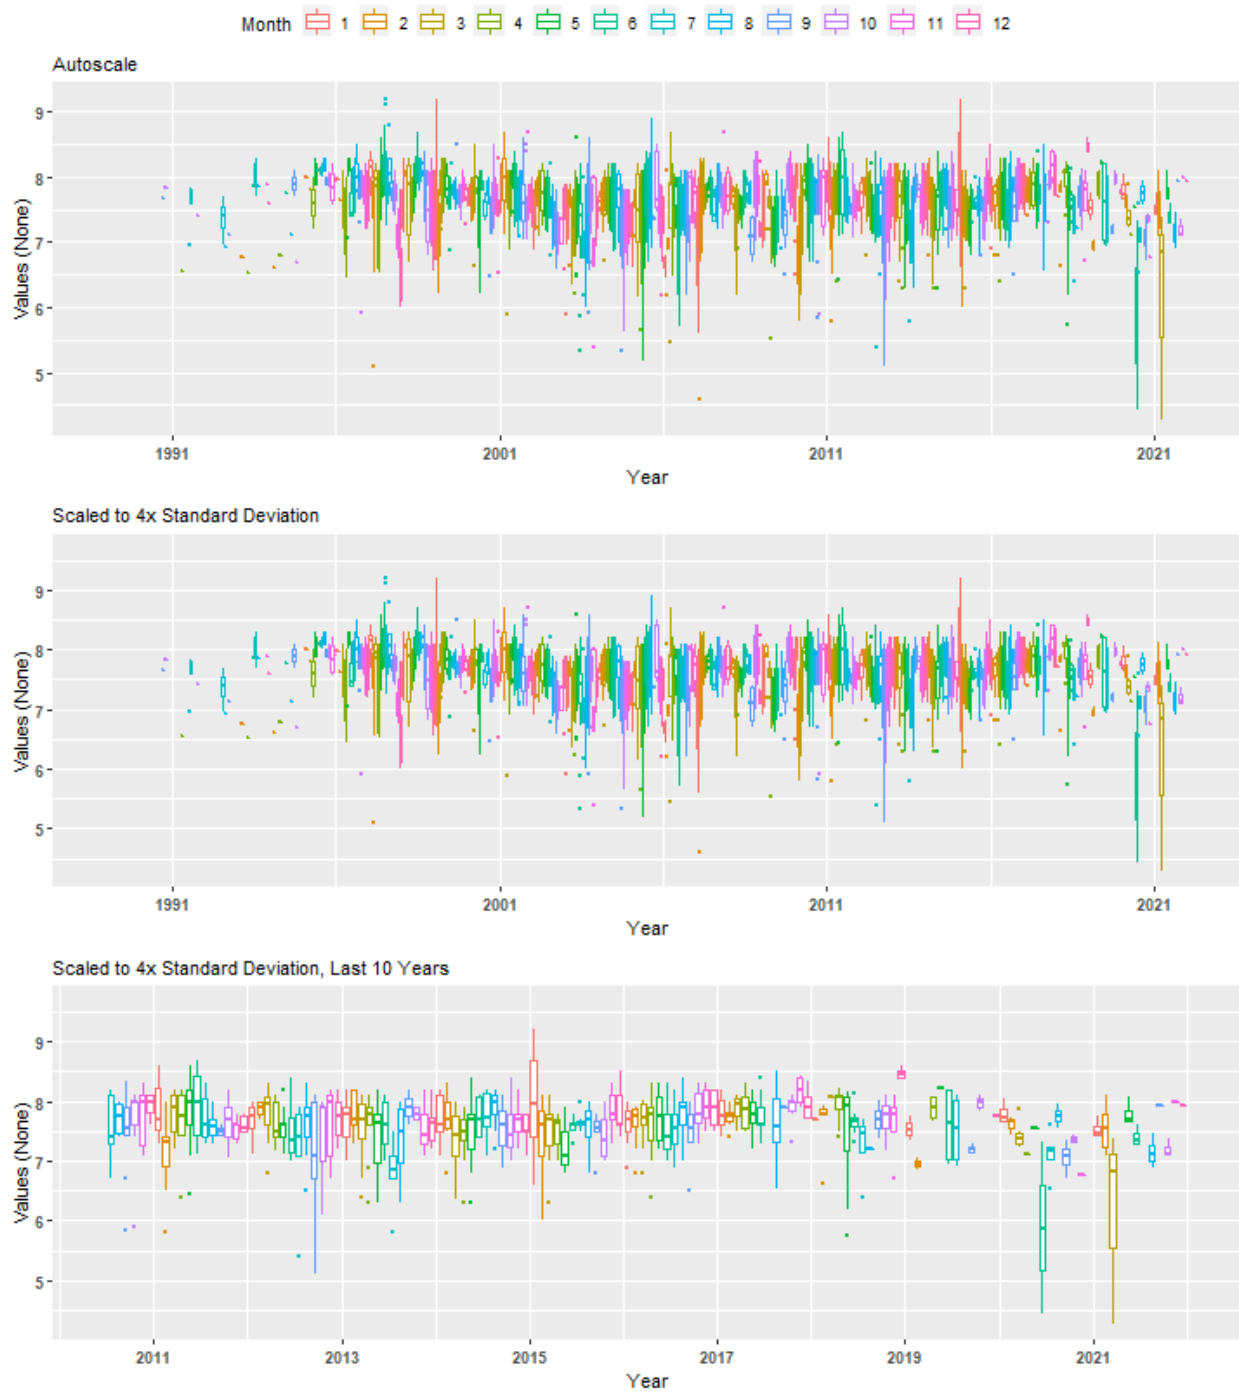 Month 1 2 3 4 5 6 7 8 9 10 11 12
Autoscale
Values (None)
9
8
7
6
5
1991 2001 2011 2021
Year
Scaled to 4x Standard Deviation
Values (None)
9
8
7
6
5
1991 2001 2011 2021
Year
Scaled to 4x Standard Deviation, Last 10 Years
Values (None)
9
8
7
6
5
2011 2013 2015 2017 2019 2021
Year